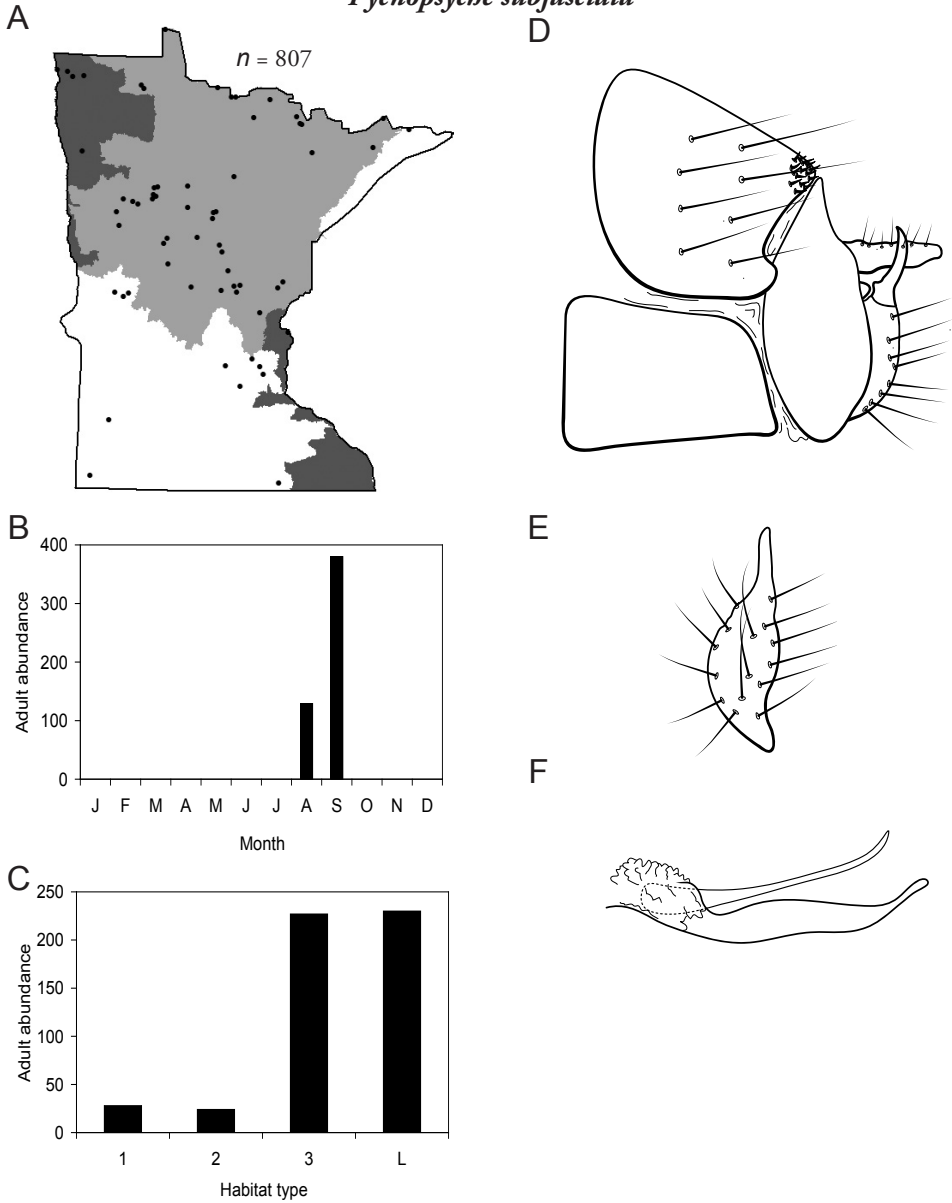 Pycnopsyche subfasciata
A
n = 807
D
B
400
300
200
100
0
Adult abundance
J F M A M J J A S O N D
Month
E
F
C
250
200
150
100
50
0
Adult abundance
1 2 3 L
Habitat type